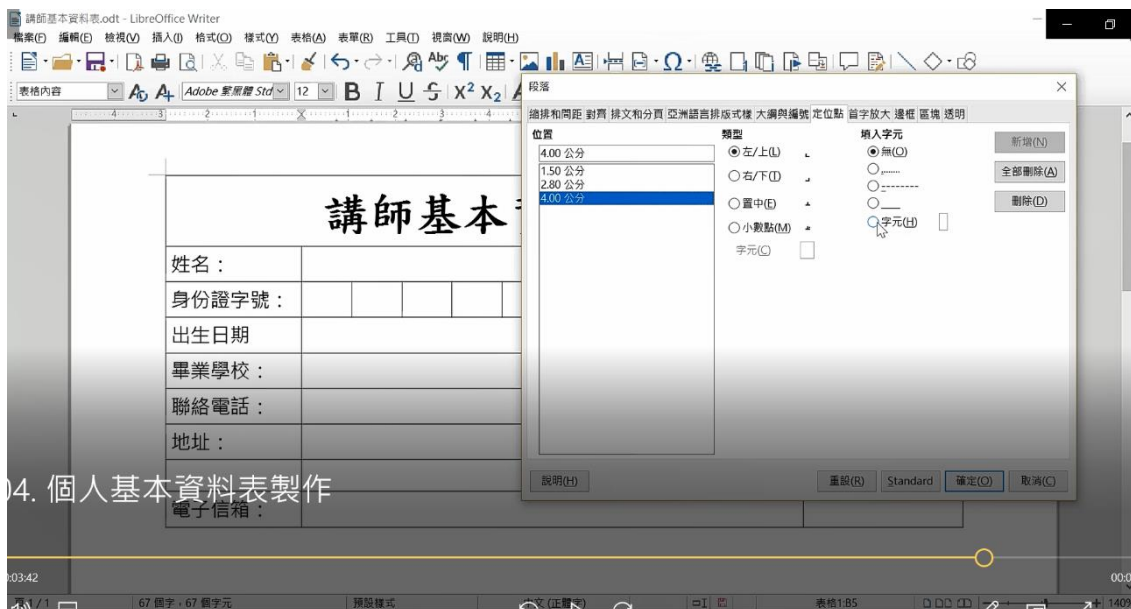 講師基本資料表.odt - LibreOffice Writer
檔案(F) 編輯(E) 檢視(V) 插入(I) 格式(O) 樣式(Y) 表格(A) 表單(R) 工具(T) 視窗(W) 說明(H)
表格內容 Adobe 繁黑體 Std 12 B I U S X² X₂
段落
縮排和間距 對齊 排文和分頁 亞洲語言排版式樣 大綱與編號 定位點 首字放大 邊框 區塊 透明
位置 類型 填入字元
4.00 公分 左/上(L) 無(O) 新增(N)
1.50 公分 右/下(T) 全部刪除(A)
2.80 公分
4.00 公分 置中(E) 刪除(D)
小數點(M) 字元(H)
字元(C)
講師基本
姓名：
身份證字號：
出生日期
畢業學校：
聯絡電話：
地址：
04. 個人基本資料表製作
電子信箱：
說明(H) 重設(R) Standard 確定(O) 取消(C)
0:03:42
頁 1 / 1 67 個字，67 個字元 預設樣式 中文 (正體字) 表格1:B5